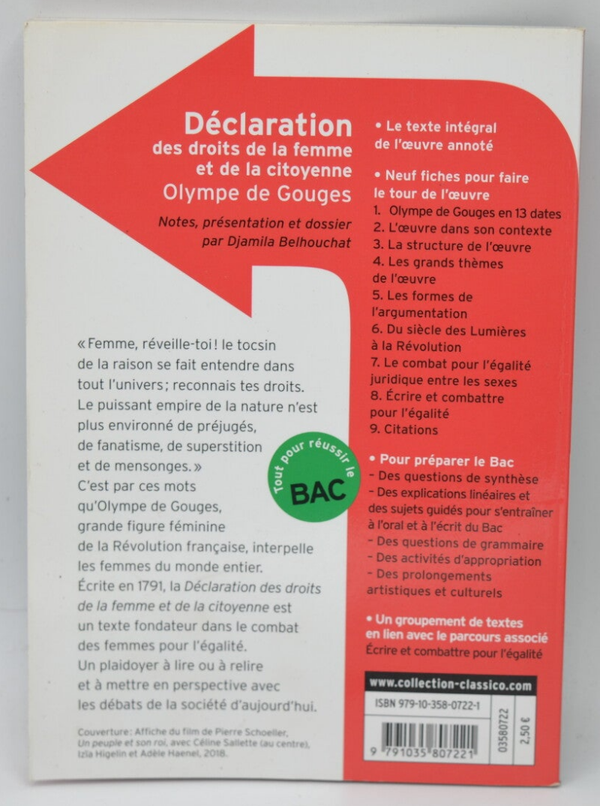 Déclaration
des droits de la femme
et de la citoyenne
Olympe de Gouges
Notes, présentation et dossier
par Djamila Belhouchat
« Femme, réveille-toi ! le tocsin
de la raison se fait entendre dans
tout l'univers ; reconnais tes droits.
Le puissant empire de la nature n'est
plus environné de préjugés,
de fanatisme, de superstition
et de mensonges. »
C'est par ces mots
qu'Olympe de Gouges,
grande figure féminine
de la Révolution française, interpelle
les femmes du monde entier.
Écrite en 1791, la Déclaration des droits
de la femme et de la citoyenne est
un texte fondateur dans le combat
des femmes pour l'égalité.
Un plaidoyer à lire ou à relire
et à mettre en perspective avec
les débats de la société d'aujourd'hui.
Couverture : Affiche du film de Pierre Schoeller,
Un peuple et son roi, avec Céline Sallette (au centre),
Izïa Higelin et Adèle Haenel, 2018.
Tout pour réussir le
BAC
• Le texte intégral
de l'œuvre annoté
• Neuf fiches pour faire
le tour de l'œuvre
1. Olympe de Gouges en 13 dates
2. L'œuvre dans son contexte
3. La structure de l'œuvre
4. Les grands thèmes
de l'œuvre
5. Les formes de
l'argumentation
6. Du siècle des Lumières
à la Révolution
7. Le combat pour l'égalité
juridique entre les sexes
8. Écrire et combattre
pour l'égalité
9. Citations
• Pour préparer le Bac
– Des questions de synthèse
– Des explications linéaires et
des sujets guidés pour s'entraîner
à l'oral et à l'écrit du Bac
– Des questions de grammaire
– Des activités d'appropriation
– Des prolongements
artistiques et culturels
• Un groupement de textes
en lien avec le parcours associé
Écrire et combattre pour l'égalité
www.collection-classico.com
ISBN 979-10-358-0722-1
9 791035 807221
03580722
2,50 €